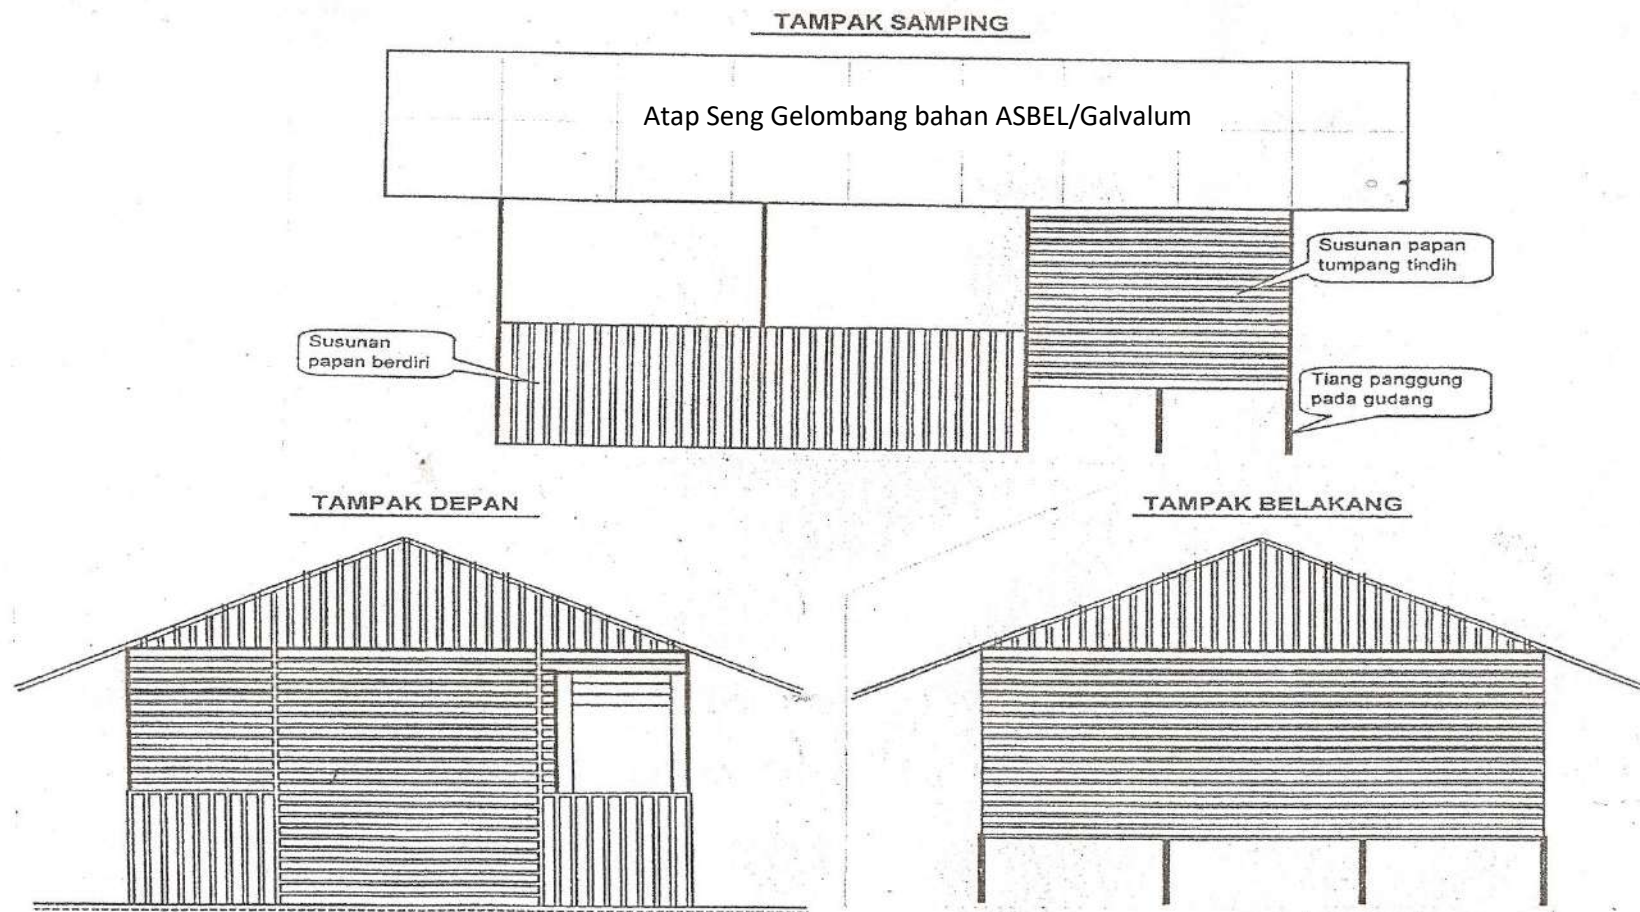 TAMPAK SAMPING
Atap Seng Gelombang bahan ASBEL/Galvalum
Susunan papan
tumpang tindih
Susunan
papan berdiri
Tiang panggung
pada gudang
TAMPAK DEPAN
TAMPAK BELAKANG